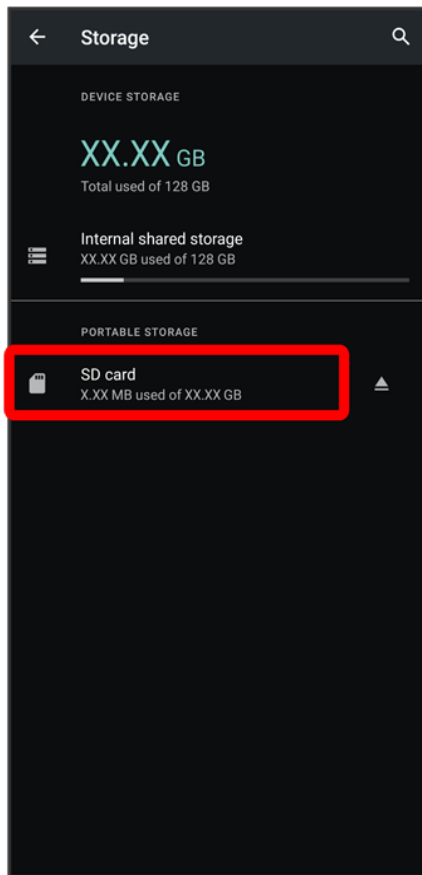 Storage
DEVICE STORAGE
XX.XX GB
Total used of 128 GB
Internal shared storage
XX.XX GB used of 128 GB
PORTABLE STORAGE
SD card
X.XX MB used of XX.XX GB